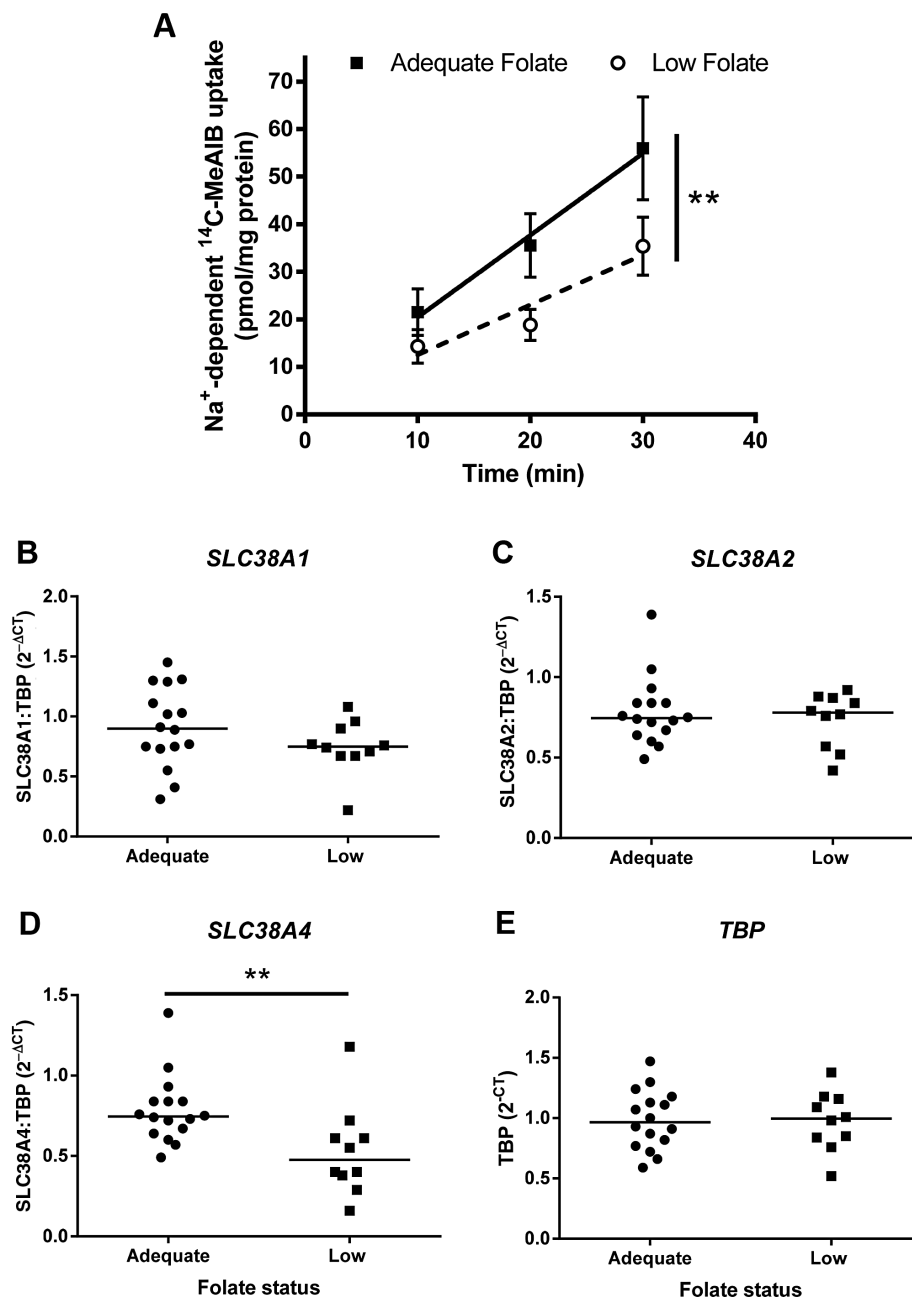 A
Adequate Folate
Low Folate
Na⁺-dependent ¹⁴C-MeAIB uptake
(pmol/mg protein)
70
60
50
40
30
20
10
0
**
0 10 20 30 40
Time (min)
B
SLC38A1
SLC38A1:TBP (2⁻ΔCT)
2.0
1.5
1.0
0.5
0.0
Adequate Low
C
SLC38A2
SLC38A2:TBP (2⁻ΔCT)
1.5
1.0
0.5
0.0
Adequate Low
D
SLC38A4
**
SLC38A4:TBP (2⁻ΔCT)
1.5
1.0
0.5
0.0
Adequate Low
Folate status
E
TBP
TBP (2⁻CT)
2.0
1.5
1.0
0.5
0.0
Adequate Low
Folate status